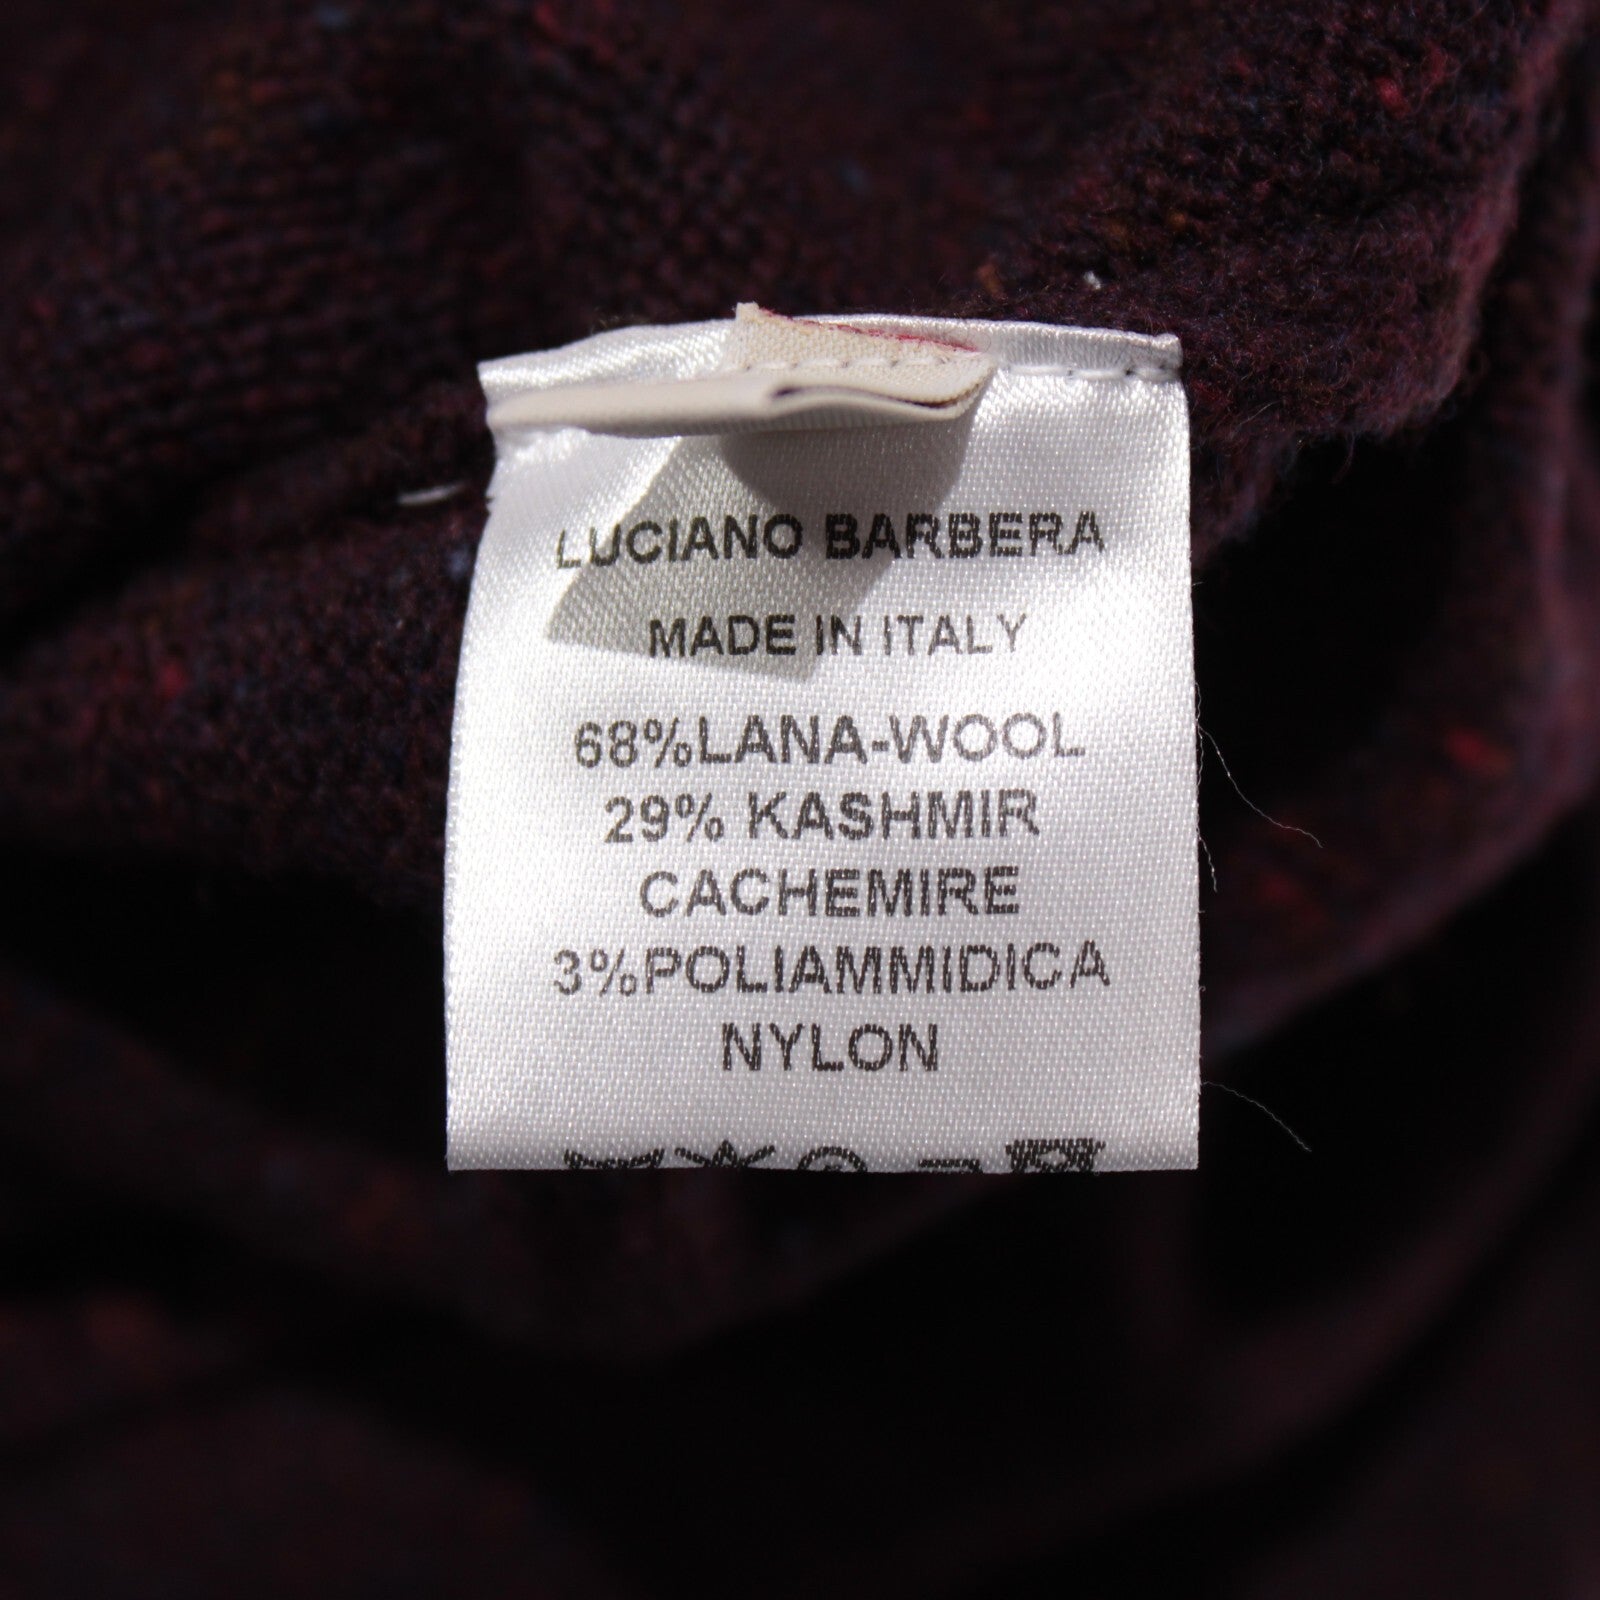 LUCIANO BARBERA
MADE IN ITALY
68%LANA-WOOL
29% KASHMIR
CACHEMIRE
3%POLIAMMIDICA
NYLON